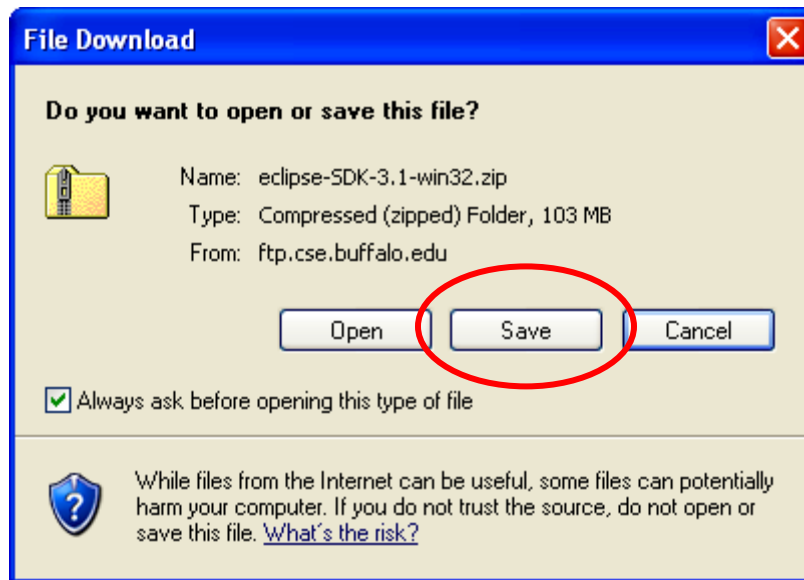 File Download
Do you want to open or save this file?
Name: eclipse-SDK-3.1-win32.zip
Type: Compressed (zipped) Folder, 103 MB
From: ftp.cse.buffalo.edu
Open Save Cancel
Always ask before opening this type of file
While files from the Internet can be useful, some files can potentially
harm your computer. If you do not trust the source, do not open or
save this file. What's the risk?